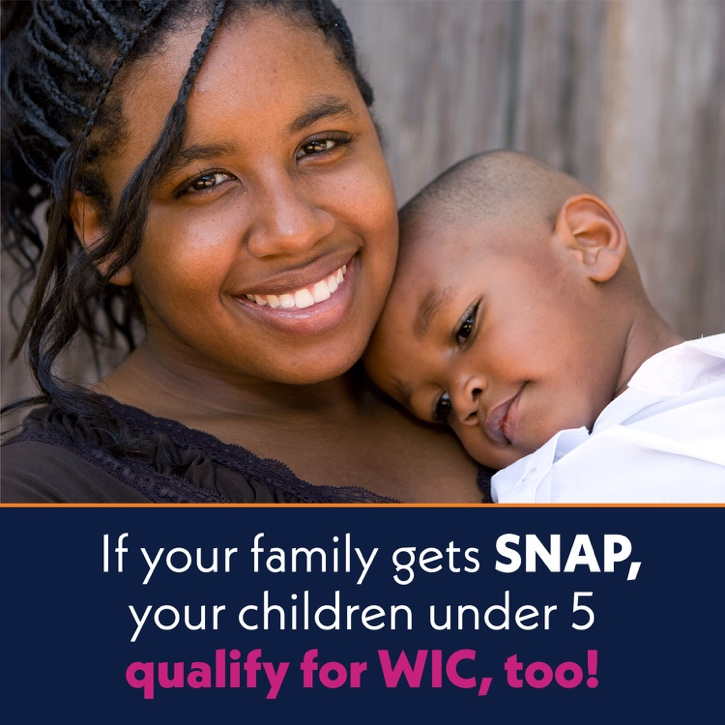 If your family gets SNAP,
your children under 5
qualify for WIC, too!